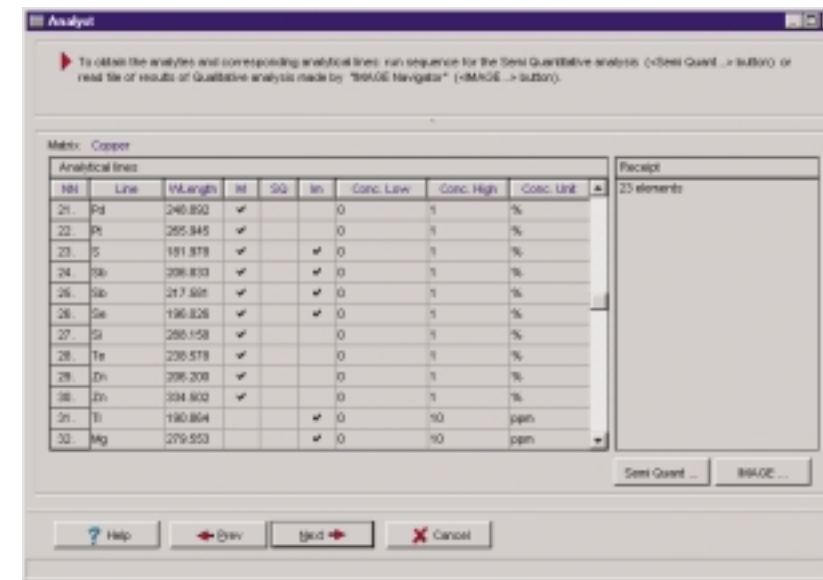 Analyst
To obtain the analytes and corresponding analytical lines: run sequence for the Semi Quantitative analysis (<Semi Quant ...> button) or
read file of results of Qualitative analysis made by "IMAGE Navigator" (<IMAGE ...> button).
Matrix: Copper
Analytical lines
Receipt
NN Line WLength M SQ Im Conc. Low Conc. High Conc. Unit
23 elements
21. Pd 248.892 ✔ 0 1 %
22. Pt 265.945 ✔ 0 1 %
23. S 181.978 ✔ ✔ 0 1 %
24. Sb 206.833 ✔ ✔ 0 1 %
25. Sb 217.581 ✔ ✔ 0 1 %
26. Se 196.026 ✔ ✔ 0 1 %
27. Si 288.158 ✔ 0 1 %
28. Te 238.578 ✔ 0 1 %
29. Zn 206.200 ✔ 0 1 %
30. Zn 334.502 ✔ 0 1 %
31. 190.864 ✔ 0 10 ppm
32. Mg 279.553 ✔ 0 10 ppm
Semi Quant ...
IMAGE ...
Help
Prev
Next
Cancel